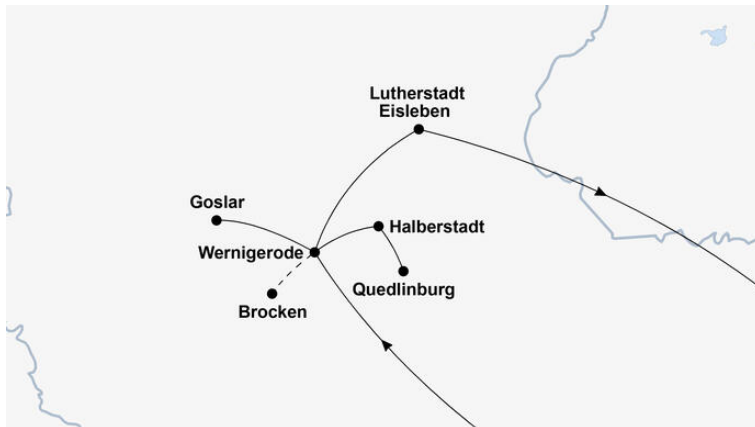 Lutherstadt
Eisleben
Goslar
Halberstadt
Wernigerode
Quedlinburg
Brocken